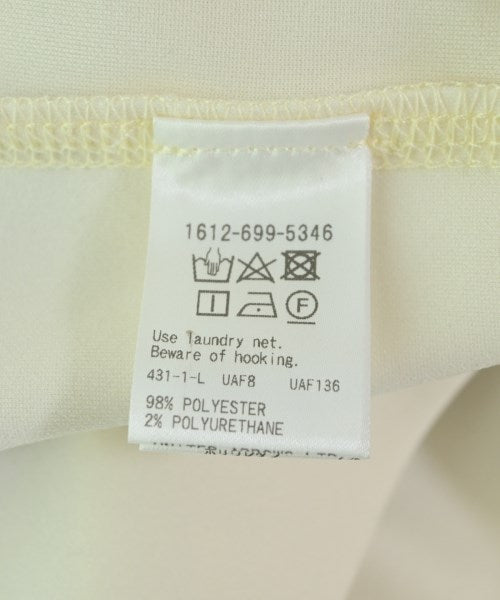 1612-699-5346
F
Use laundry net.
Beware of hooking.
431-1-L UAF8 UAF136
98% POLYESTER
2% POLYURETHANE